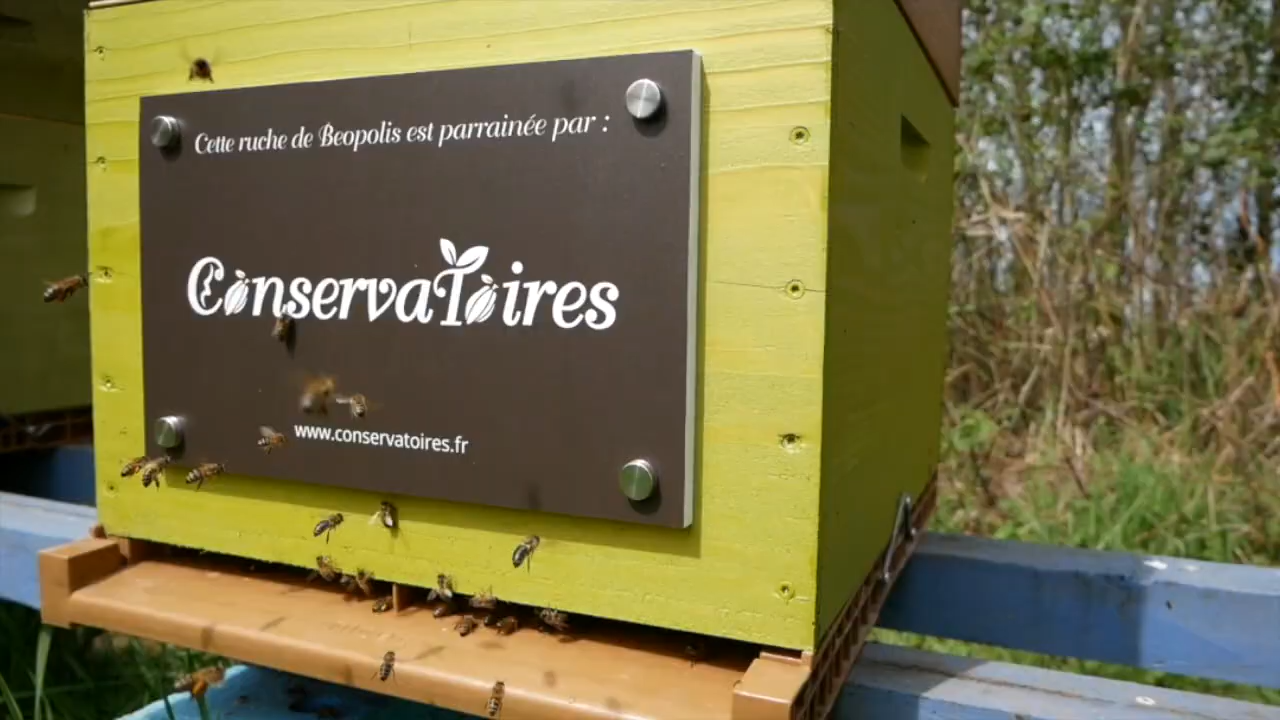 Cette ruche de Beopolis est parrainée par :
ConservaToires
www.conservatoires.fr